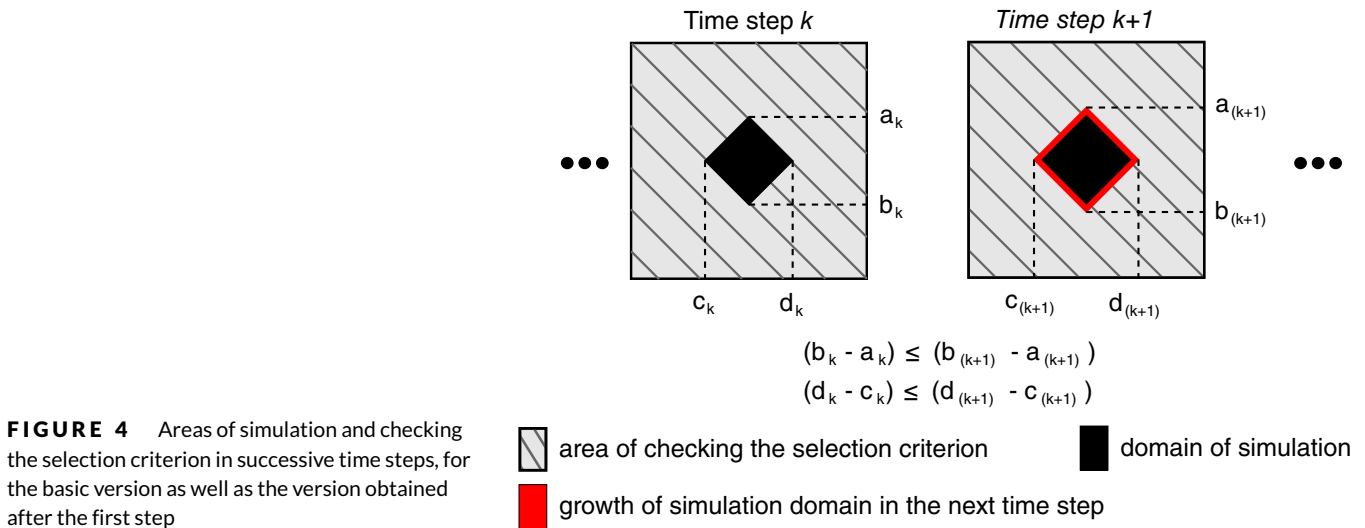 Time step k
Time step k+1
a_k
a_(k+1)
b_k
b_(k+1)
c_k
d_k
c_(k+1)
d_(k+1)
(b_k - a_k) ≤ (b_(k+1) - a_(k+1))
(d_k - c_k) ≤ (d_(k+1) - c_(k+1))
FIGURE 4 Areas of simulation and checking
the selection criterion in successive time steps, for
the basic version as well as the version obtained
after the first step
area of checking the selection criterion
domain of simulation
growth of simulation domain in the next time step